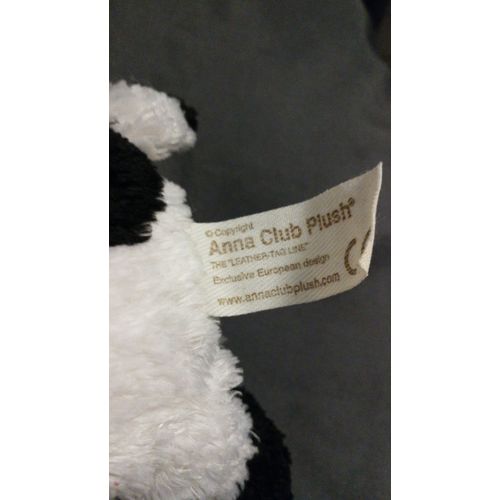 © Copyright
Anna Club Plush®
THE "LEATHER-TAG LINE"
Exclusive European design
www.annaclubplush.com
CE